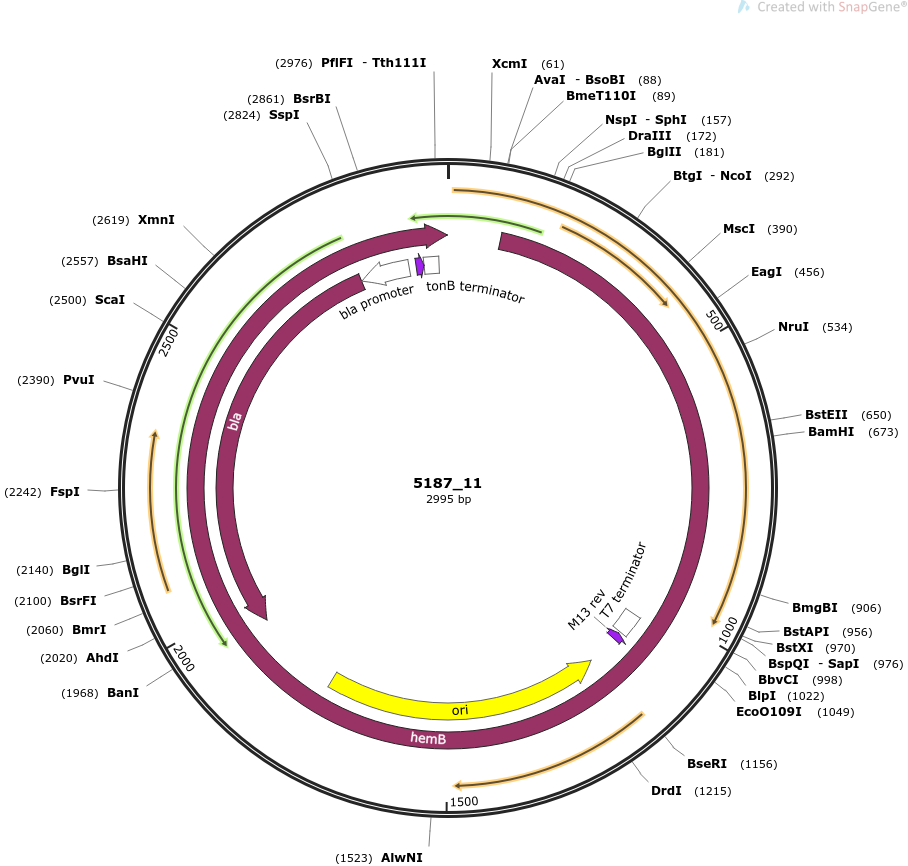 Created with SnapGene®
(2976) PflFI - Tth111I
XcmI (61)
AvaI - BsoBI (88)
BmeT110I (89)
(2861) BsrBI
(2824) SspI
NspI - SphI (157)
DraIII (172)
BglII (181)
BtgI - NcoI (292)
(2619) XmnI
MscI (390)
(2557) BsaHI
EagI (456)
(2500) ScaI
NruI (534)
bla promoter
tonB terminator
500
2500
(2390) PvuI
BstEII (650)
BamHI (673)
bla
5187_11
2995 bp
(2242) FspI
(2140) BglI
(2100) BsrFI
(2060) BmrI
(2020) AhdI
(1968) BanI
2000
M13 rev
T7 terminator
BmgBI (906)
1000
BstAPI (956)
BstXI (970)
BspQI - SapI (976)
BbvCI (998)
BlpI (1022)
EcoO109I (1049)
ori
hemB
BseRI (1156)
DrdI (1215)
1500
(1523) AlwNI